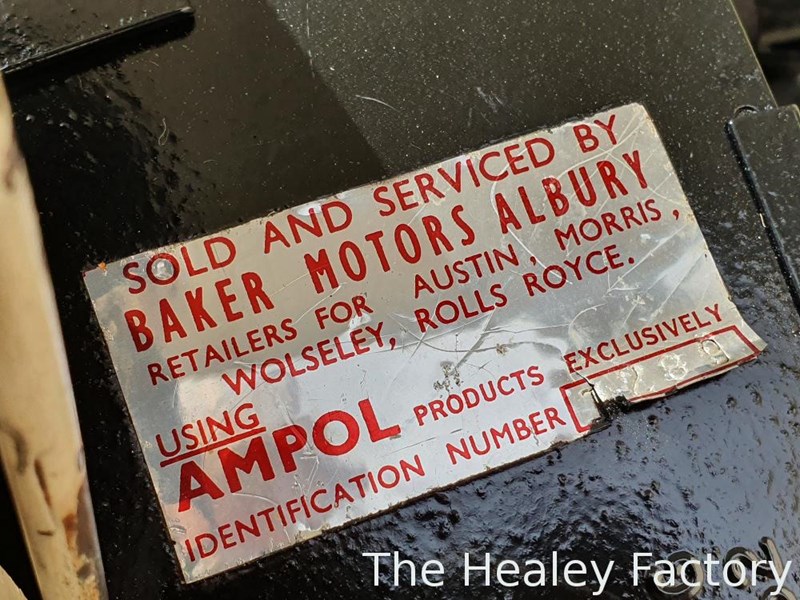 SOLD AND SERVICED BY
BAKER MOTORS ALBURY
RETAILERS FOR AUSTIN, MORRIS,
WOLSELEY, ROLLS ROYCE.
USING
AMPOL PRODUCTS EXCLUSIVELY
IDENTIFICATION NUMBER
The Healey Factory